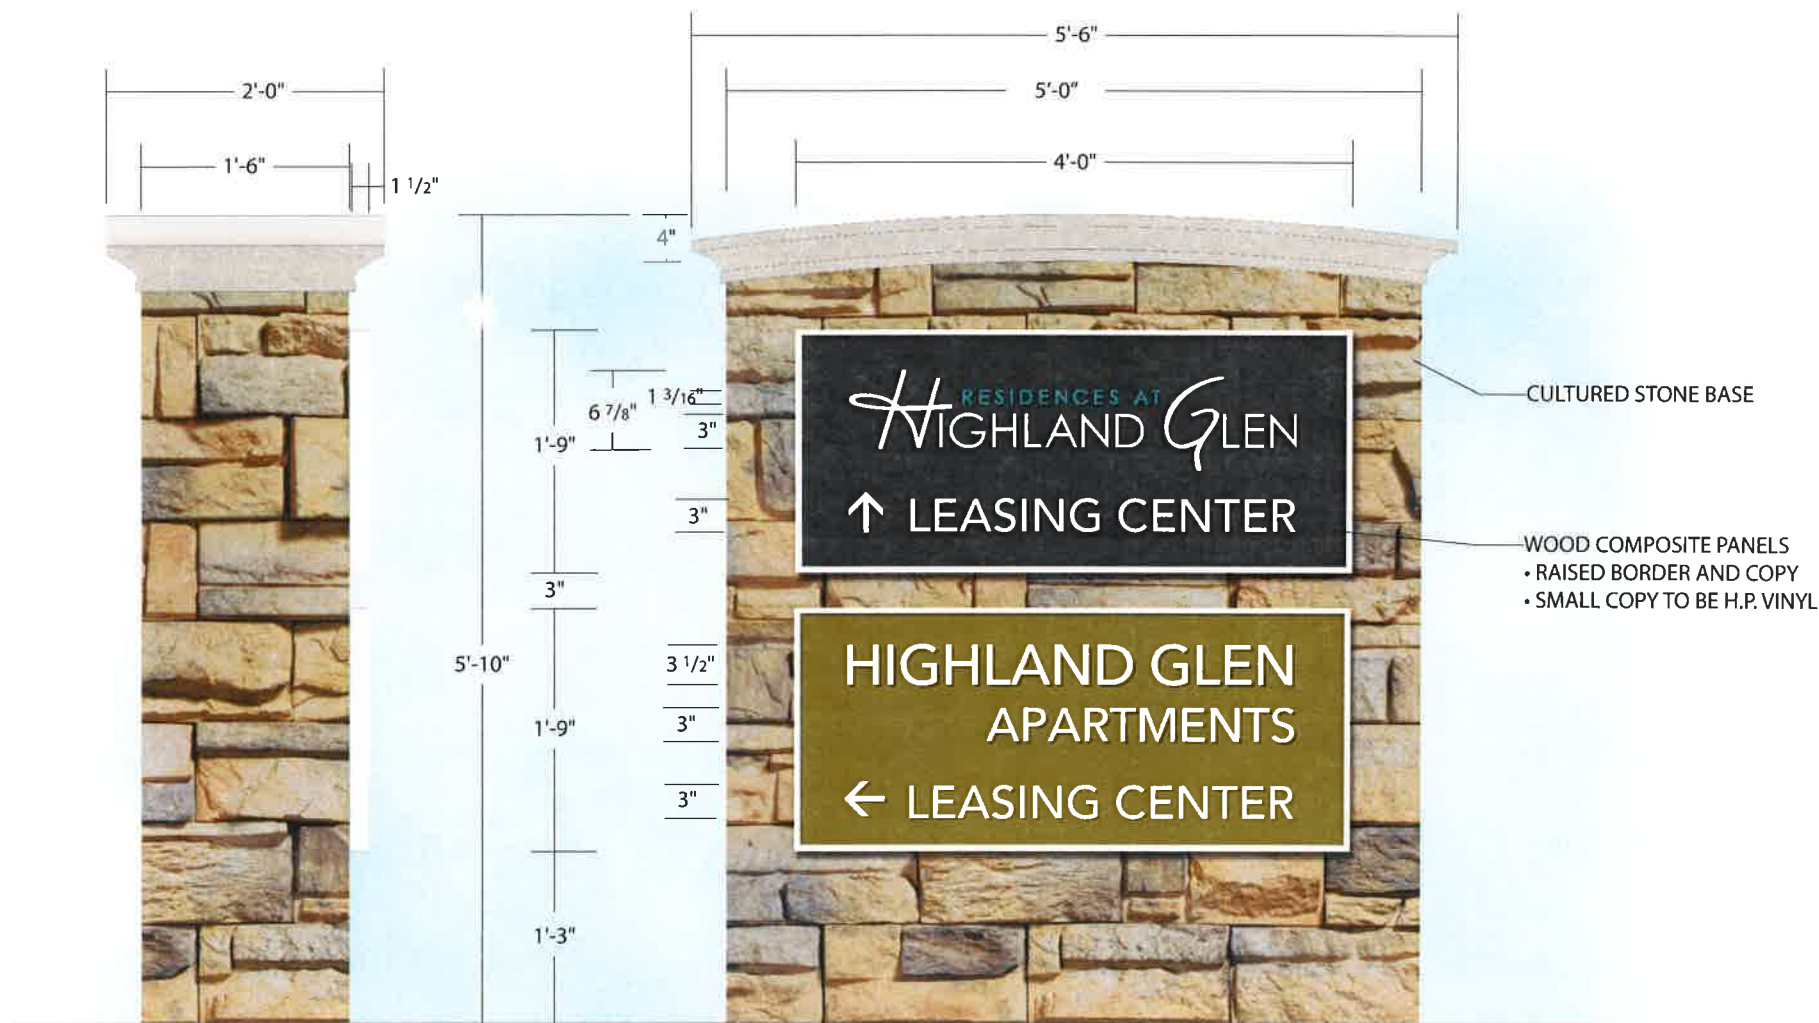 5'-6"
2'-0"
5'-0"
1'-6"
4'-0"
1 1/2"
4"
RESIDENCES AT
HIGHLAND GLEN
↑ LEASING CENTER
1 3/16"
6 7/8"
3"
1'-9"
3"
3"
CULTURED STONE BASE
WOOD COMPOSITE PANELS
• RAISED BORDER AND COPY
• SMALL COPY TO BE H.P. VINYL
HIGHLAND GLEN
APARTMENTS
← LEASING CENTER
5'-10"
3 1/2"
3"
1'-9"
3"
1'-3"